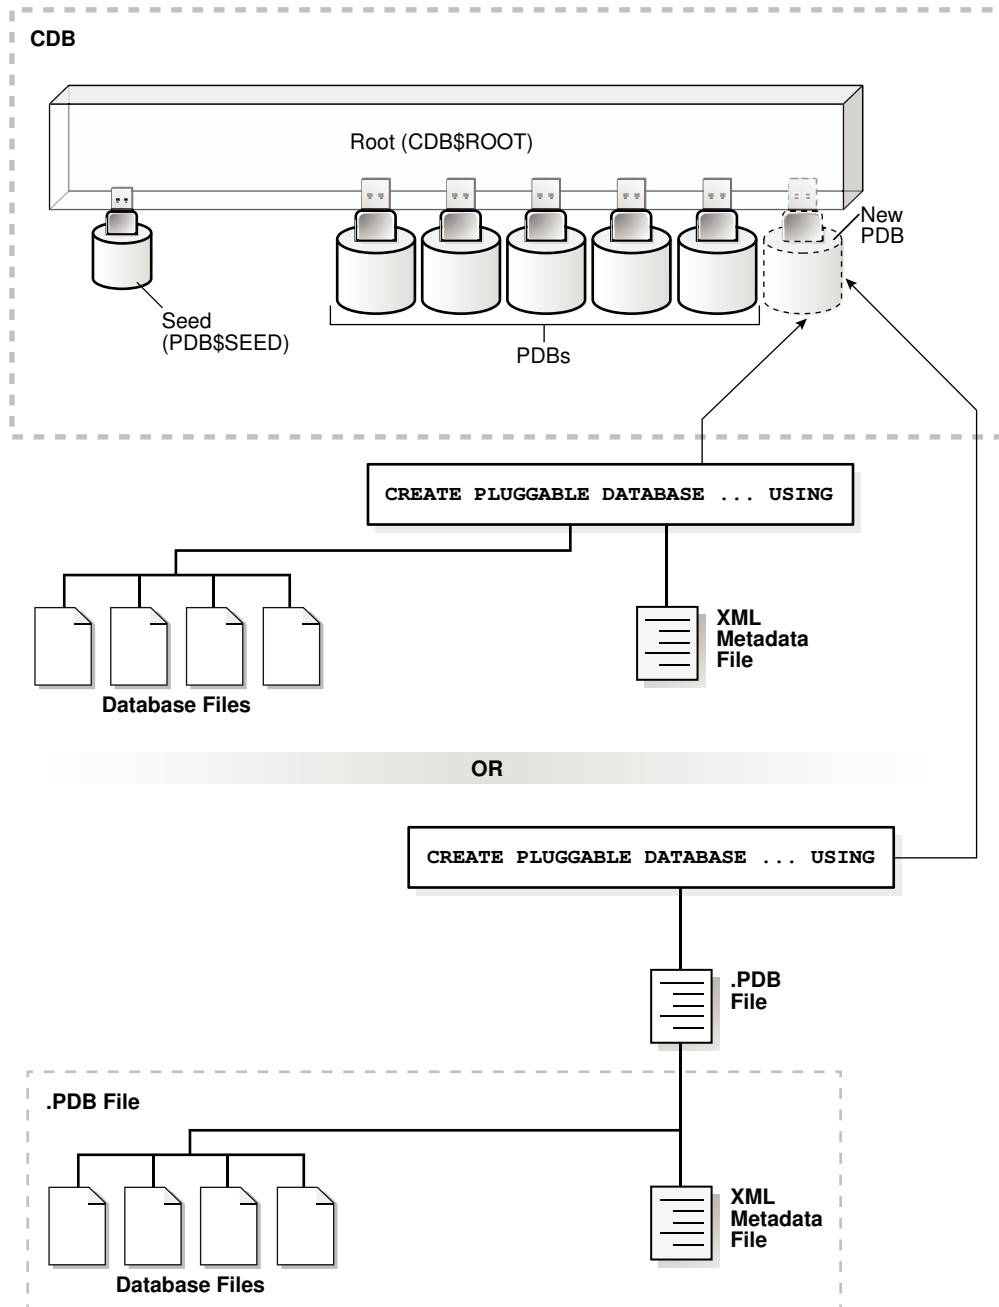 CDB
Root (CDB$ROOT)
New
PDB
Seed
(PDB$SEED)
PDBs
CREATE PLUGGABLE DATABASE ... USING
XML
Metadata
File
Database Files
OR
CREATE PLUGGABLE DATABASE ... USING
.PDB
File
.PDB File
XML
Metadata
File
Database Files